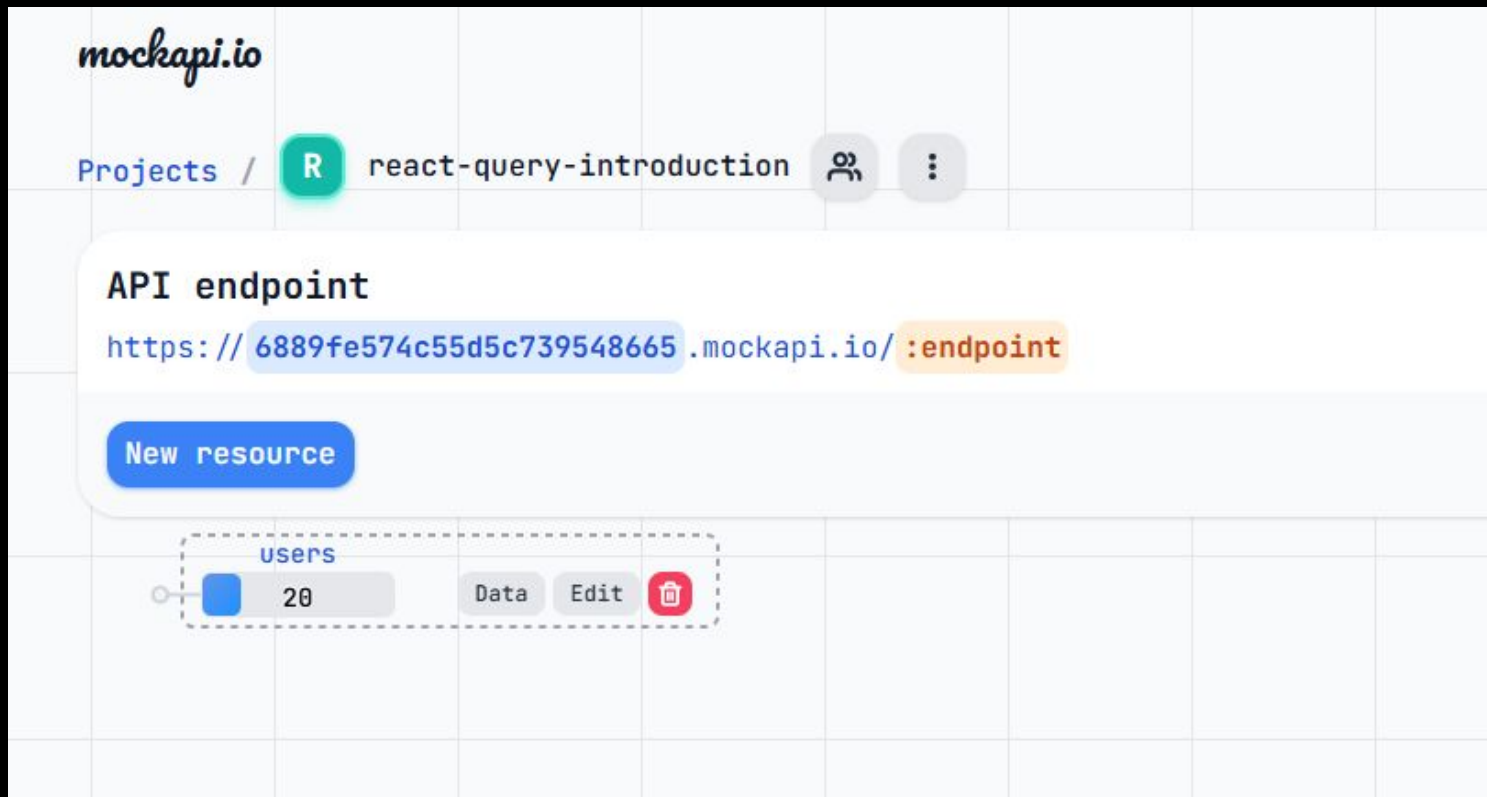 mockapi.io
Projects / R react-query-introduction
API endpoint
https://6889fe574c55d5c739548665.mockapi.io/:endpoint
New resource
users
20 Data Edit